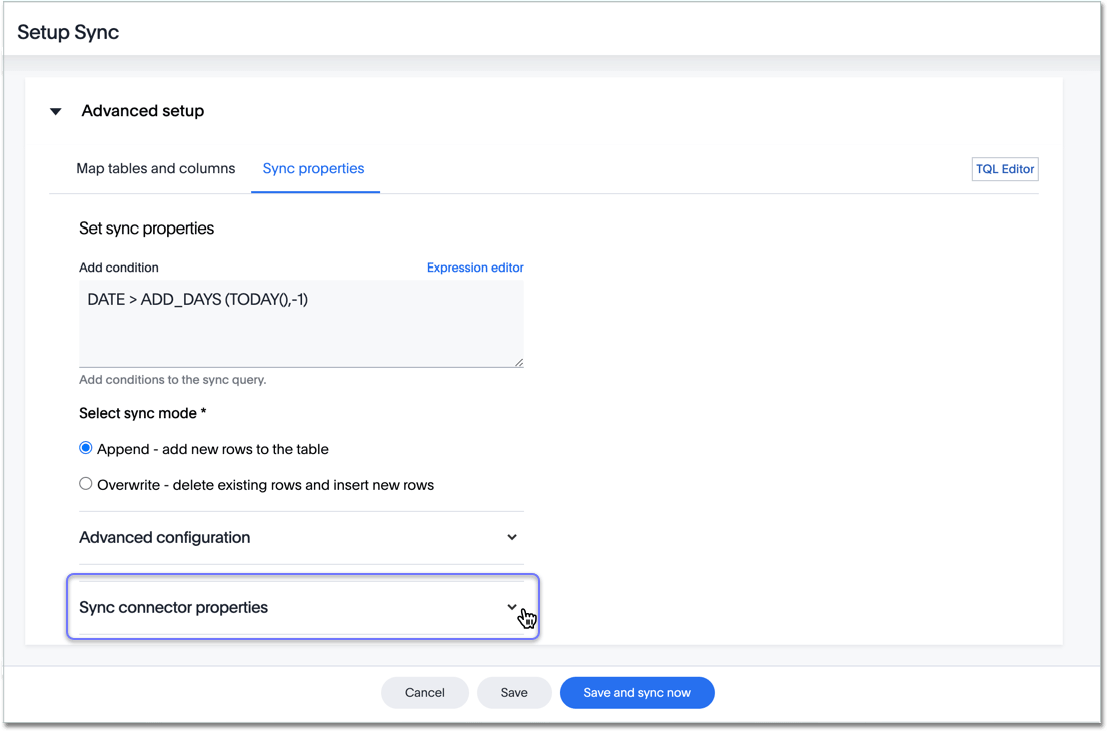 Setup Sync
Advanced setup
Map tables and columns
Sync properties
TQL Editor
Set sync properties
Add condition
Expression editor
DATE > ADD_DAYS (TODAY(),-1)
Add conditions to the sync query.
Select sync mode *
Append - add new rows to the table
Overwrite - delete existing rows and insert new rows
Advanced configuration
Sync connector properties
Cancel
Save
Save and sync now